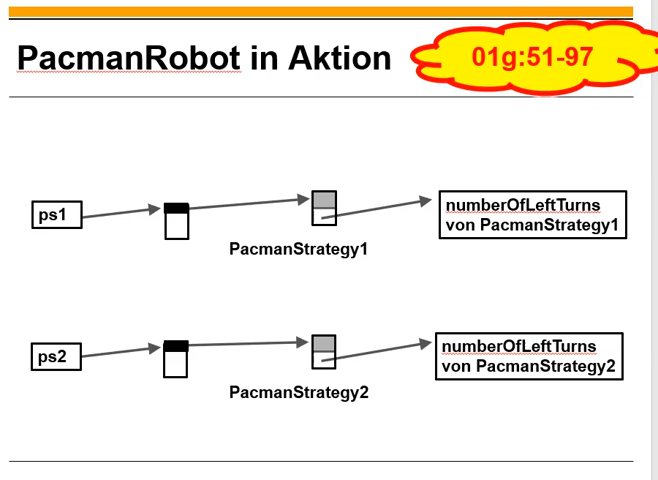 PacmanRobot in Aktion
01g:51-97
ps1
numberOfLeftTurns
von PacmanStrategy1
PacmanStrategy1
ps2
numberOfLeftTurns
von PacmanStrategy2
PacmanStrategy2